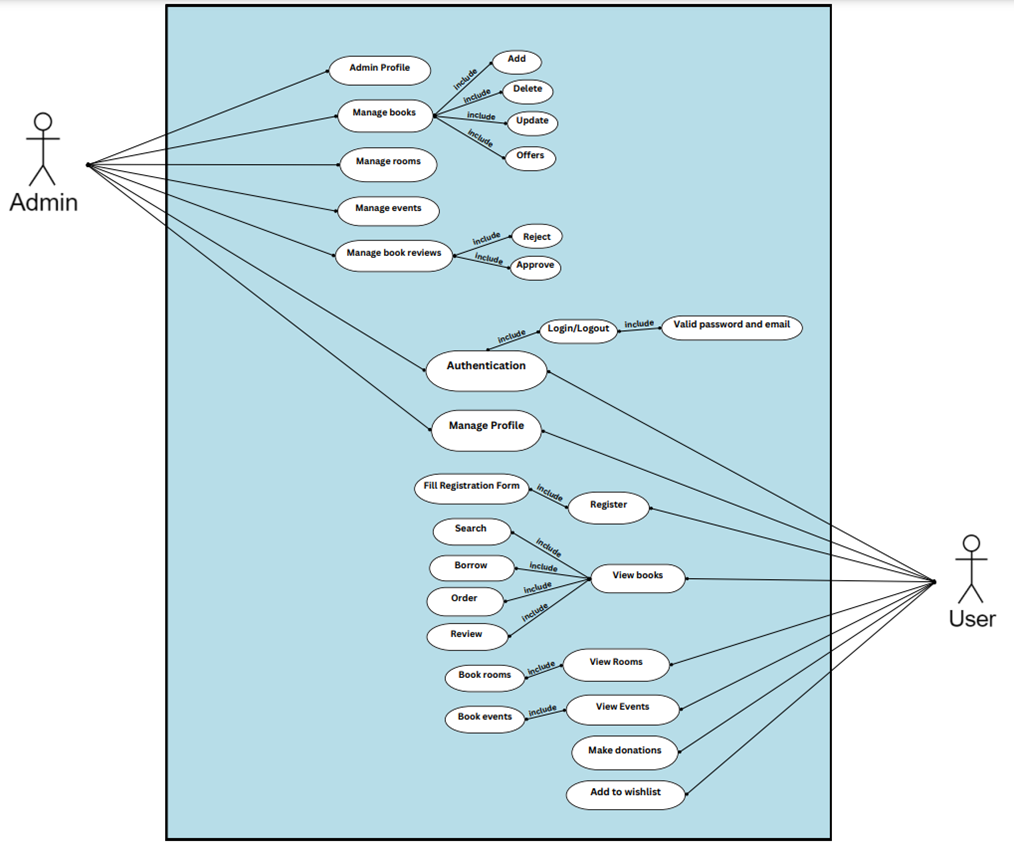 Admin
Admin Profile
Manage books
include
Add
include
Delete
include
Update
include
Offers
Manage rooms
Manage events
Manage book reviews
include
Reject
include
Approve
Authentication
include
Login/Logout
include
Valid password and email
Manage Profile
Fill Registration Form
include
Register
Search
include
Borrow
include
View books
Order
include
Review
include
Book rooms
include
View Rooms
Book events
include
View Events
Make donations
Add to wishlist
User